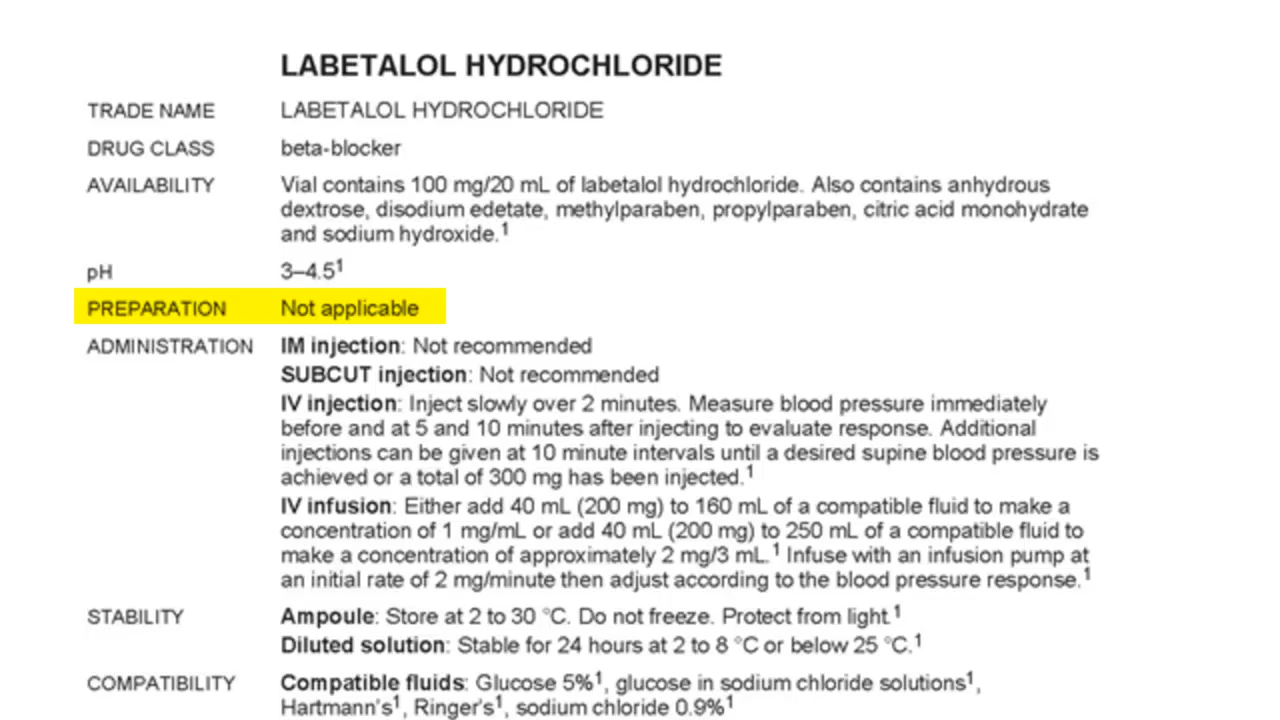 LABETALOL HYDROCHLORIDE
TRADE NAME LABETALOL HYDROCHLORIDE
DRUG CLASS beta-blocker
AVAILABILITY Vial contains 100 mg/20 mL of labetalol hydrochloride. Also contains anhydrous
dextrose, disodium edetate, methylparaben, propylparaben, citric acid monohydrate
and sodium hydroxide.1
pH 3–4.51
PREPARATION Not applicable
ADMINISTRATION IM injection: Not recommended
SUBCUT injection: Not recommended
IV injection: Inject slowly over 2 minutes. Measure blood pressure immediately
before and at 5 and 10 minutes after injecting to evaluate response. Additional
injections can be given at 10 minute intervals until a desired supine blood pressure is
achieved or a total of 300 mg has been injected.1
IV infusion: Either add 40 mL (200 mg) to 160 mL of a compatible fluid to make a
concentration of 1 mg/mL or add 40 mL (200 mg) to 250 mL of a compatible fluid to
make a concentration of approximately 2 mg/3 mL.1 Infuse with an infusion pump at
an initial rate of 2 mg/minute then adjust according to the blood pressure response.1
STABILITY Ampoule: Store at 2 to 30 °C. Do not freeze. Protect from light.1
Diluted solution: Stable for 24 hours at 2 to 8 °C or below 25 °C.1
COMPATIBILITY Compatible fluids: Glucose 5%1, glucose in sodium chloride solutions1,
Hartmann's1, Ringer's1, sodium chloride 0.9%1